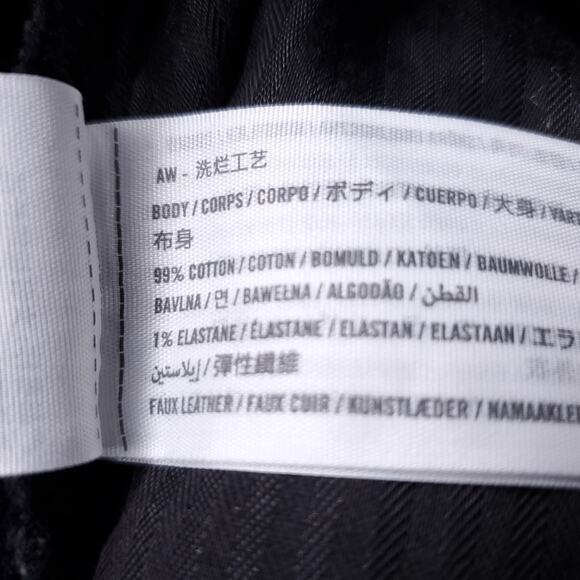 AW - 洗烂工艺
BODY / CORPS / CORPO / ボディ / CUERPO / 大身 /
布身
99% COTTON / COTON / BOMULD / KATOEN / BAUMWOLLE /
BAVLNA / 면 / BAWEŁNA / ALGODÃO / القطن
1% ELASTANE / ÉLASTANE / ELASTAN / ELASTAAN /
إيلاستين / 彈性纖維
FAUX LEATHER / FAUX CUIR / KUNSTLÆDER /